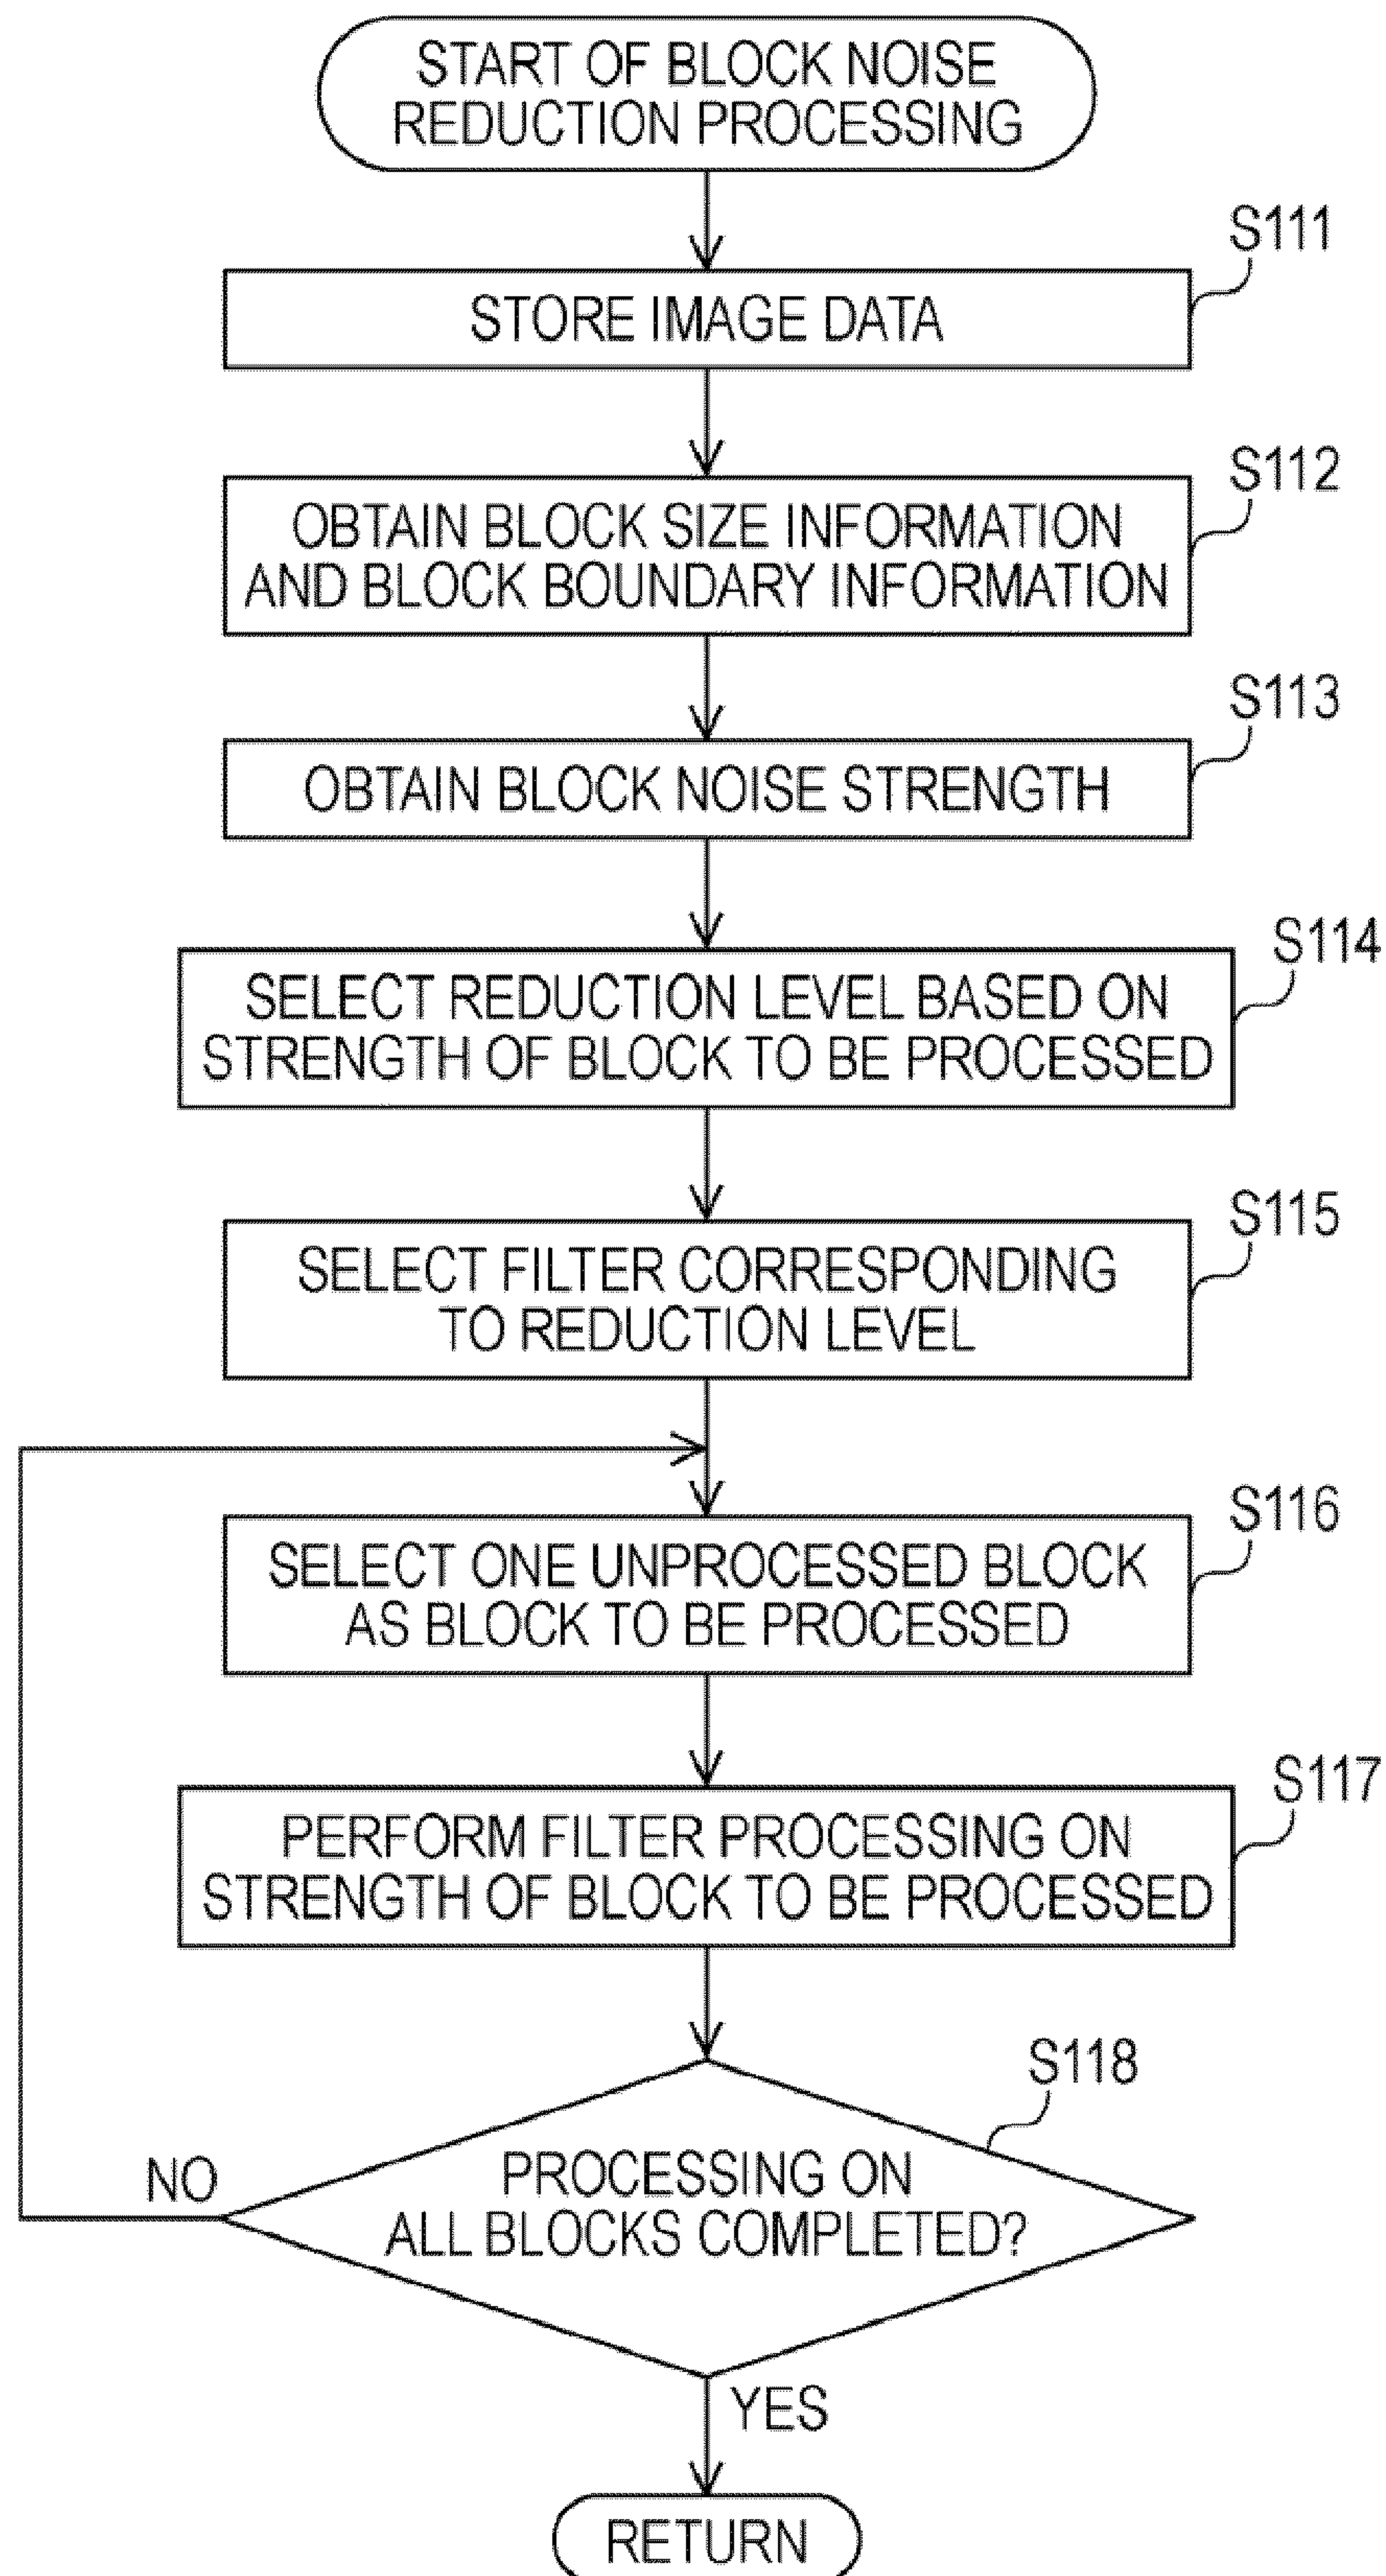 START OF BLOCK NOISE
REDUCTION PROCESSING
S111
STORE IMAGE DATA
S112
OBTAIN BLOCK SIZE INFORMATION
AND BLOCK BOUNDARY INFORMATION
S113
OBTAIN BLOCK NOISE STRENGTH
S114
SELECT REDUCTION LEVEL BASED ON
STRENGTH OF BLOCK TO BE PROCESSED
S115
SELECT FILTER CORRESPONDING
TO REDUCTION LEVEL
S116
SELECT ONE UNPROCESSED BLOCK
AS BLOCK TO BE PROCESSED
S117
PERFORM FILTER PROCESSING ON
STRENGTH OF BLOCK TO BE PROCESSED
S118
PROCESSING ON
ALL BLOCKS COMPLETED?
NO
YES
RETURN